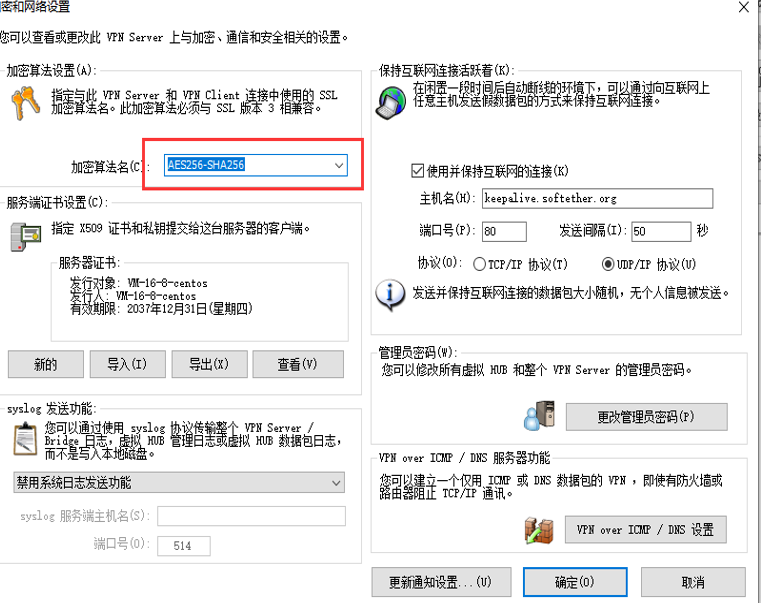 密和网络设置
您可以查看或更改此 VPN Server 上与加密、通信和安全相关的设置。
加密算法设置(A):
指定与此 VPN Server 和 VPN Client 连接中使用的 SSL
加密算法名。此加密算法必须与 SSL 版本 3 相兼容。
加密算法名(C):
AES256-SHA256
服务端证书设置(C):
指定 X509 证书和私钥提交给这台服务器的客户端。
服务器证书:
发行对象: VM-16-8-centos
发行人: VM-16-8-centos
有效期限: 2037年12月31日(星期四)
新的
导入(I)
导出(X)
查看(V)
syslog 发送功能:
您可以通过使用 syslog 协议传输整个 VPN Server /
Bridge 日志，虚拟 HUB 管理日志或虚拟 HUB 数据包日志，
而不是写入本地磁盘。
禁用系统日志发送功能
syslog 服务端主机名(S):
端口号(O):
514
保持互联网连接活跃着(K):
在闲置一段时间后自动断线的环境下，可以通过向互联网上
任意主机发送假数据包的方式来保持互联网连接。
使用并保持互联网的连接(K)
主机名(H):
keepalive.softether.org
端口号(P):
80
发送间隔(I):
50
秒
协议(O):
TCP/IP 协议(T)
UDP/IP 协议(U)
发送并保持互联网连接的数据包大小随机，无个人信息被发送。
管理员密码(W):
您可以修改所有虚拟 HUB 和整个 VPN Server 的管理员密码。
更改管理员密码(P)
VPN over ICMP / DNS 服务器功能
您可以建立一个仅用 ICMP 或 DNS 数据包的 VPN ，即使有防火墙或
路由器阻止 TCP/IP 通讯。
VPN over ICMP / DNS 设置
更新通知设置...(U)
确定(O)
取消